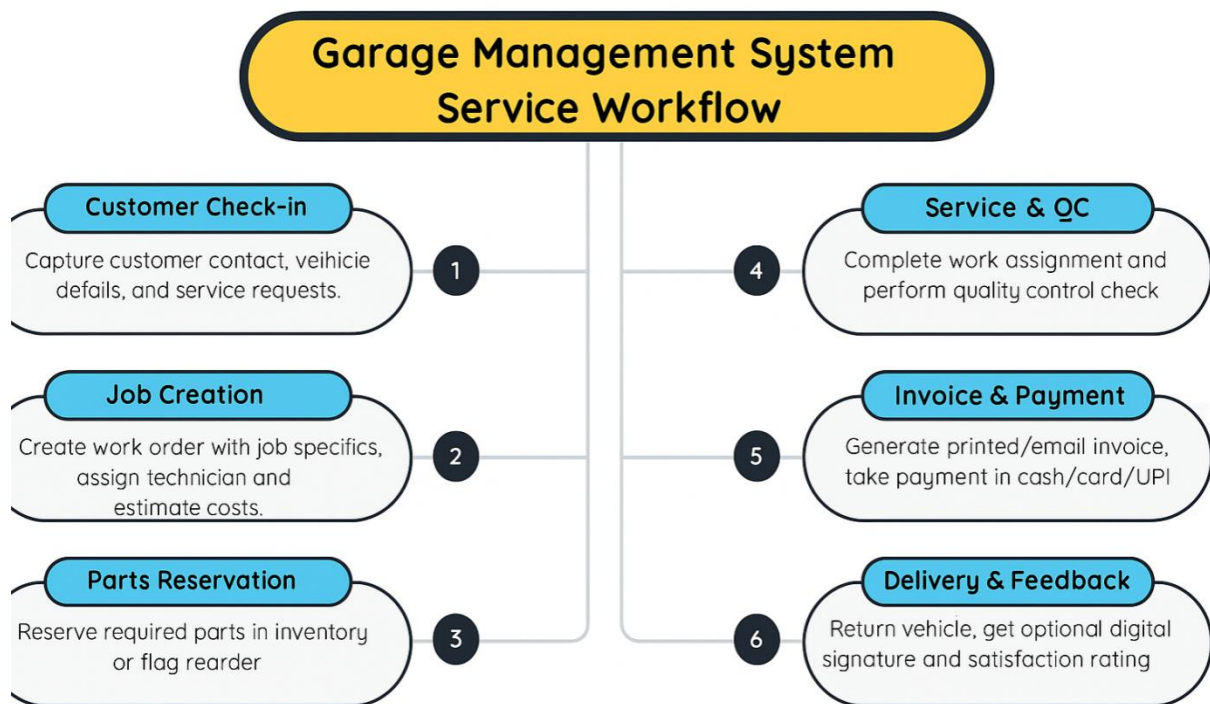 Garage Management System
Service Workflow
Customer Check-in
Capture customer contact, veihicie
defails, and service requests.
1
Job Creation
Create work order with job specifics,
assign technician and
estimate costs.
2
Parts Reservation
Reserve required parts in inventory
or flag rearder
3
Service & QC
Complete work assignment and
perform quality control check
4
Invoice & Payment
Generate printed/email invoice,
take payment in cash/card/UPI
5
Delivery & Feedback
Return vehicle, get optional digital
signature and satisfaction rating
6